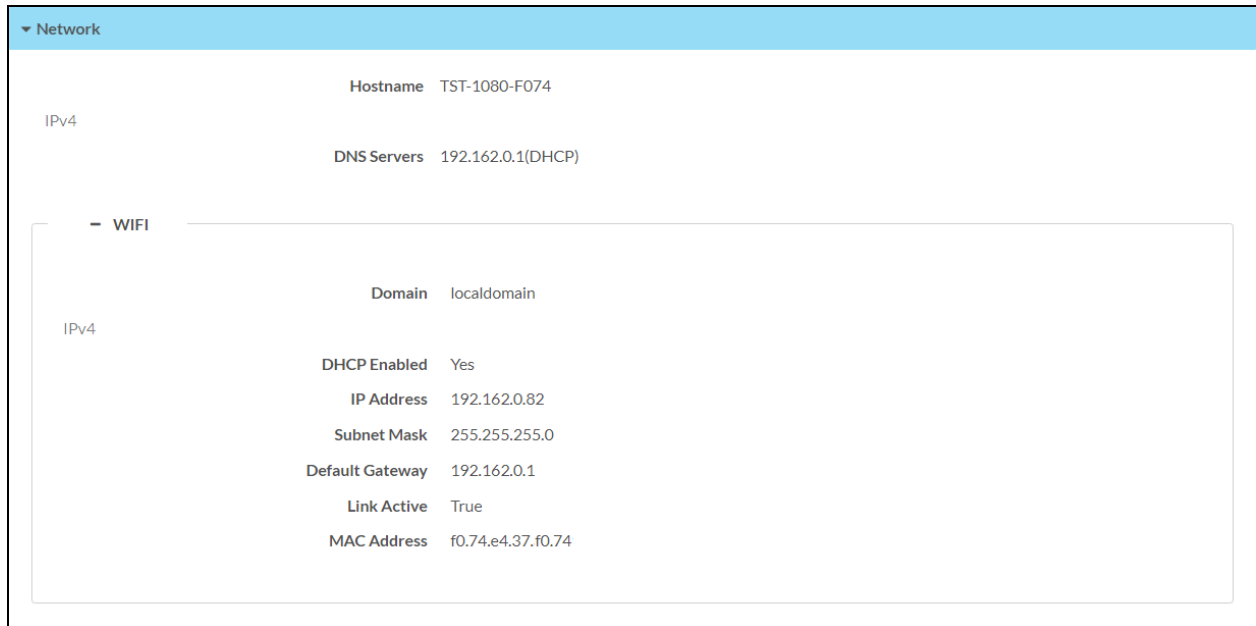 Network
Hostname TST-1080-F074
IPv4
DNS Servers 192.162.0.1(DHCP)
WIFI
Domain localdomain
IPv4
DHCP Enabled Yes
IP Address 192.162.0.82
Subnet Mask 255.255.255.0
Default Gateway 192.162.0.1
Link Active True
MAC Address f0.74.e4.37.f0.74